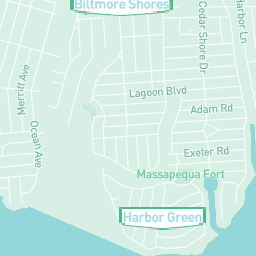 Biltmore Shores
Harbor Ln
Cedar Shore Dr
Merritt Ave
Lagoon Blvd
Adam Rd
Ocean Ave
Exeter Rd
Massapequa Fort
Harbor Green